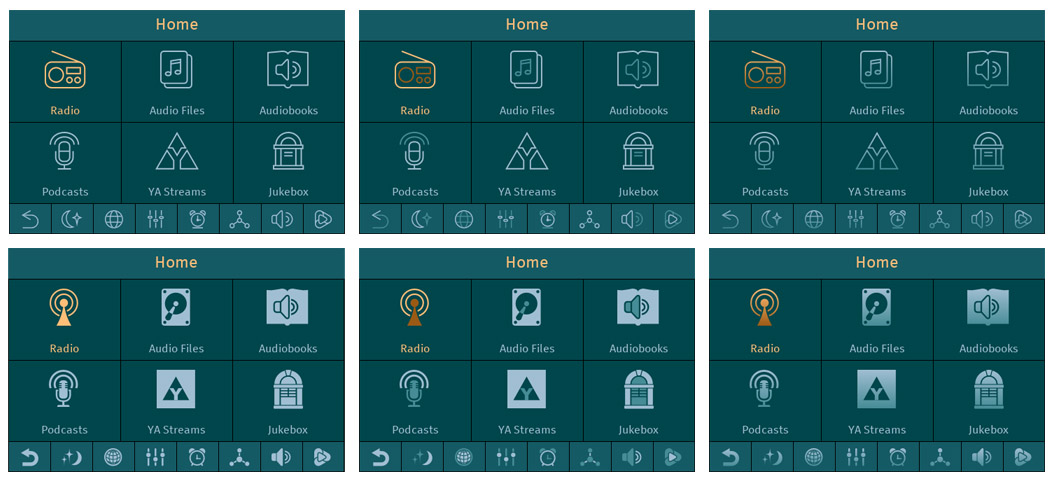 Home
Home
Home
Radio
Audio Files
Audiobooks
Radio
Audio Files
Audiobooks
Radio
Audio Files
Audiobooks
Podcasts
YA Streams
Jukebox
Podcasts
YA Streams
Jukebox
Podcasts
YA Streams
Jukebox
Home
Home
Home
Radio
Audio Files
Audiobooks
Radio
Audio Files
Audiobooks
Radio
Audio Files
Audiobooks
Podcasts
YA Streams
Jukebox
Podcasts
YA Streams
Jukebox
Podcasts
YA Streams
Jukebox